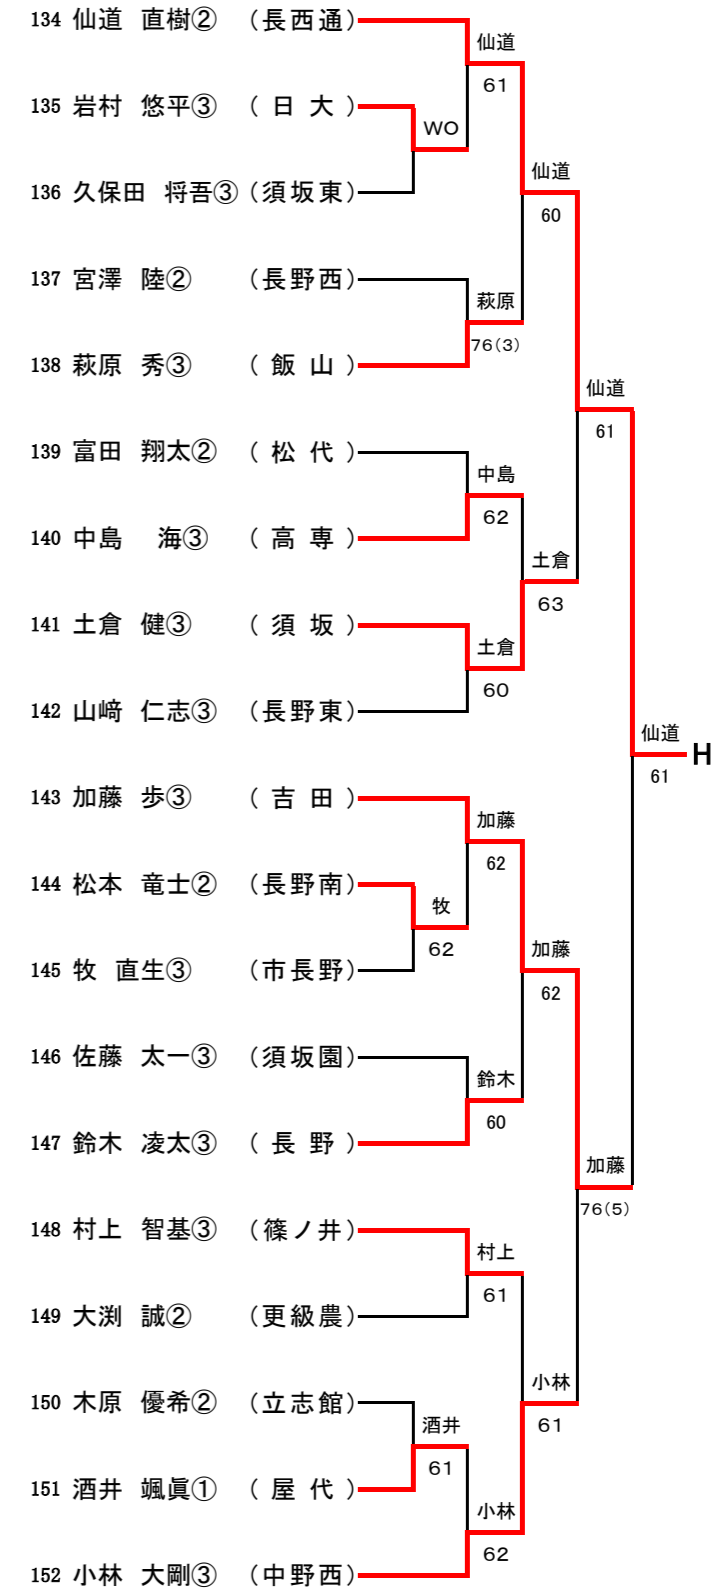 134 仙道 直樹② (長西通)
仙道
61
135 岩村 悠平③ (日大)
WO
仙道
60
136 久保田 将吾③ (須坂東)
137 宮澤 陸② (長野西)
萩原
76(3)
138 萩原 秀③ (飯山)
仙道
61
139 富田 翔太② (松代)
中島
62
140 中島 海③ (高専)
土倉
63
141 土倉 健③ (須坂)
土倉
60
142 山﨑 仁志③ (長野東)
仙道
61
H
143 加藤 歩③ (吉田)
加藤
62
144 松本 竜士② (長野南)
牧
62
加藤
62
145 牧 直生③ (市長野)
146 佐藤 太一③ (須坂園)
鈴木
60
147 鈴木 凌太③ (長野)
加藤
76(5)
148 村上 智基③ (篠ノ井)
村上
61
149 大渕 誠② (更級農)
小林
61
150 木原 優希② (立志館)
酒井
61
151 酒井 颯眞① (屋代)
小林
62
152 小林 大剛③ (中野西)